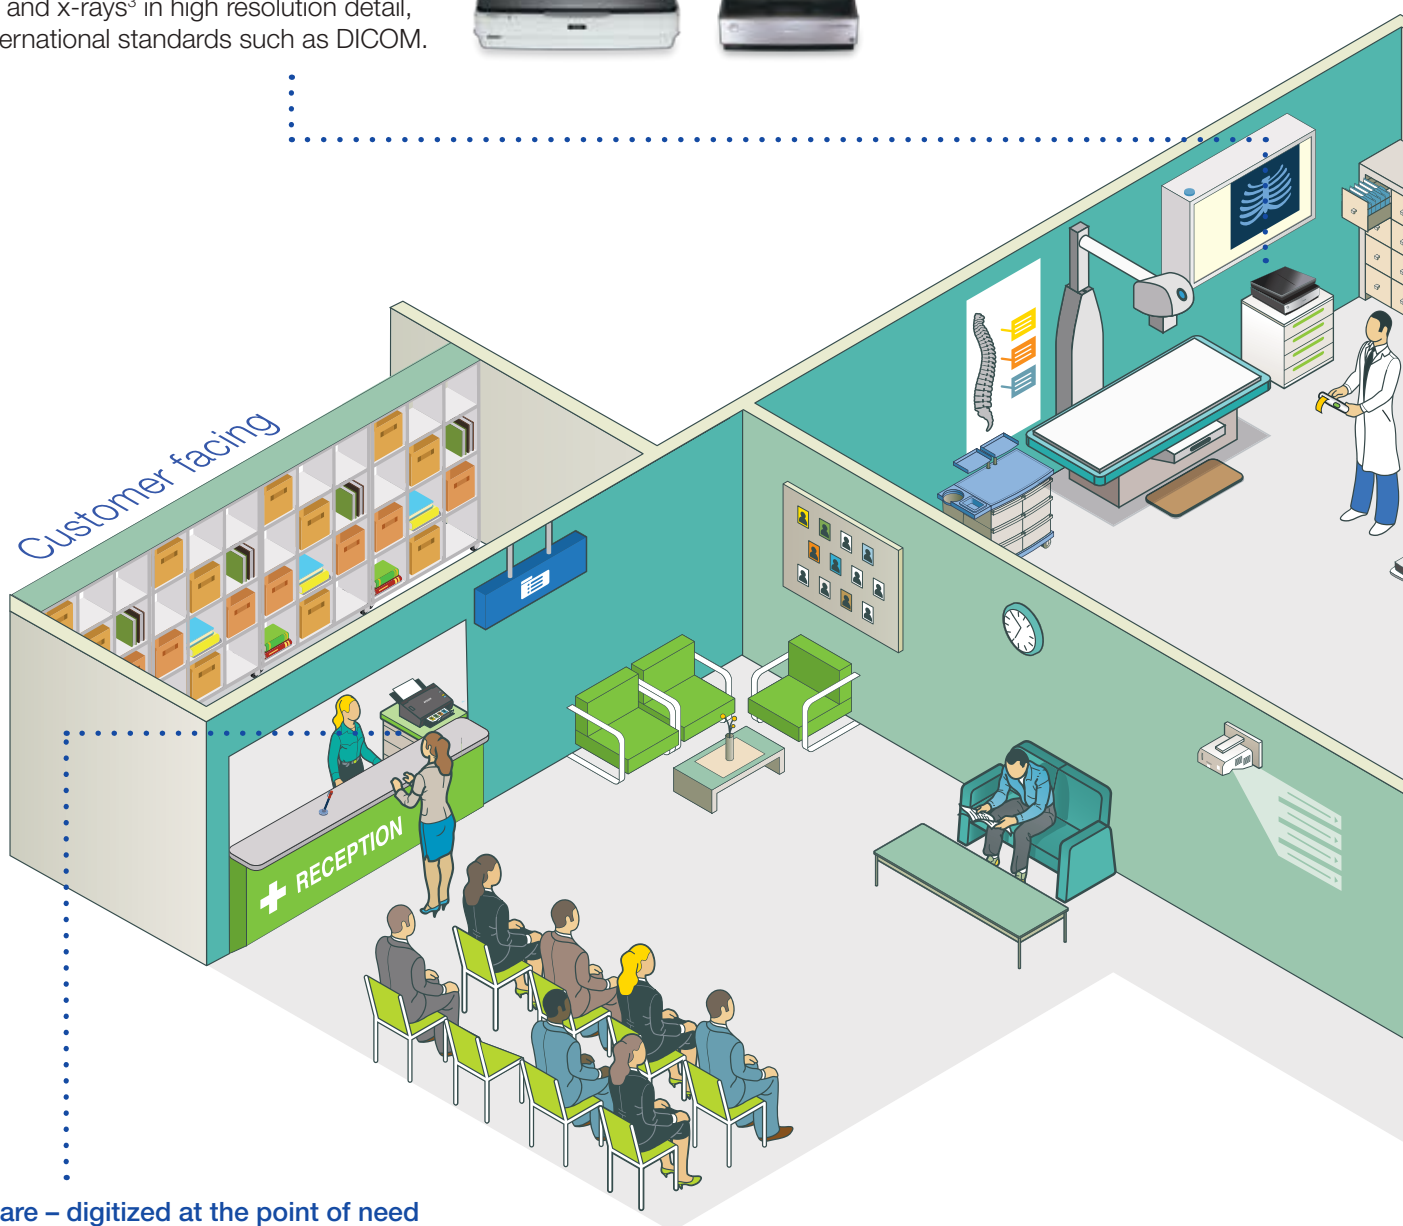 and x-rays³ in high resolution detail,
ernational standards such as DICOM.
Customer facing
RECEPTION
are – digitized at the point of need